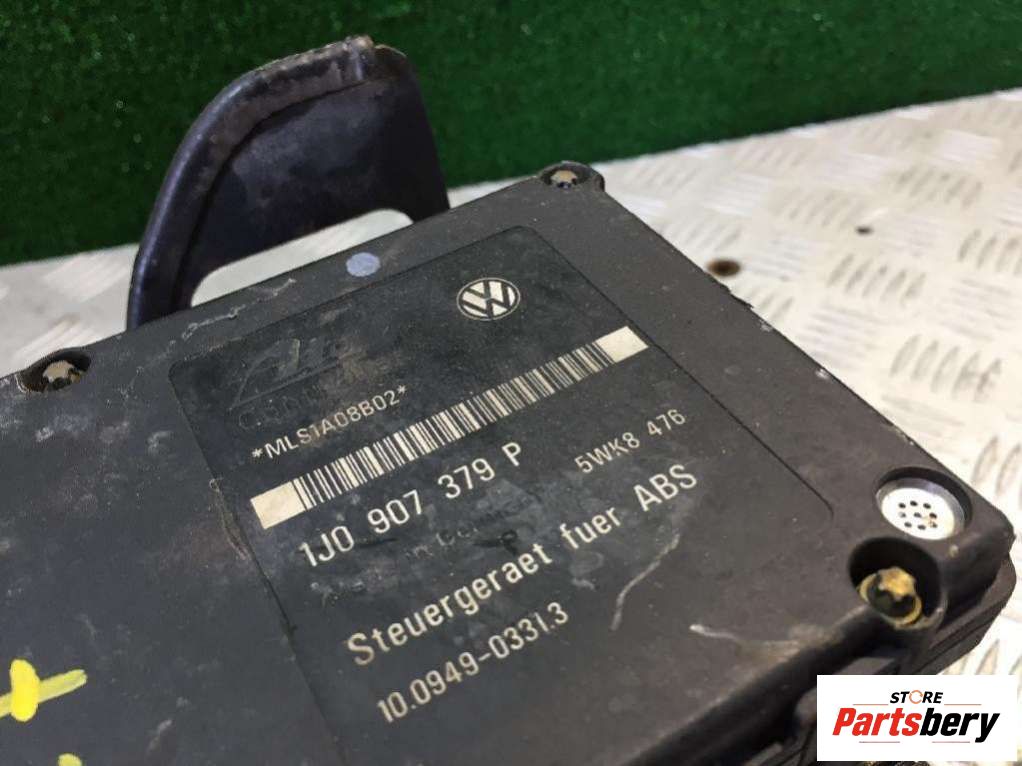 *MLS1A08B02*
1J0 907 379 P
5WK8 476
Steuergeraet fuer ABS
10.0949-0331.3
STORE
Partsbery